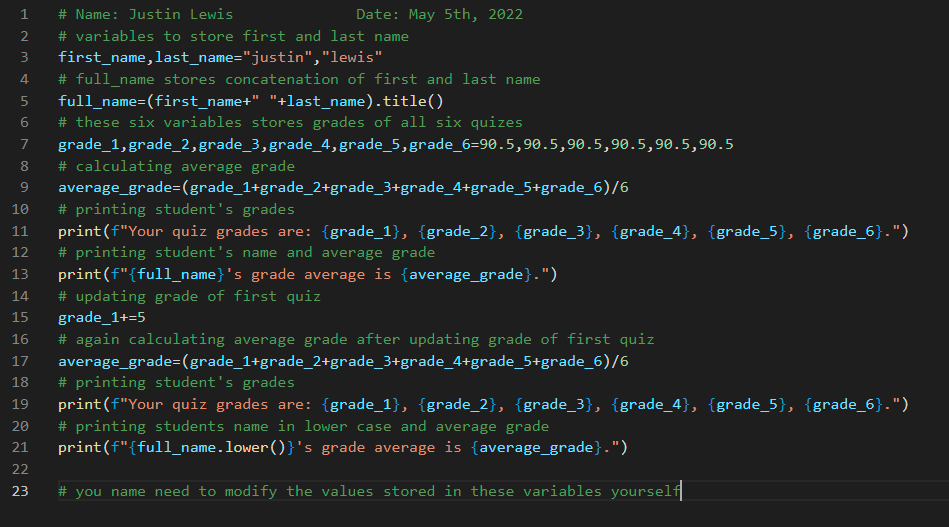 1 # Name: Justin Lewis              Date: May 5th, 2022
2 # variables to store first and last name
3 first_name,last_name="justin","lewis"
4 # full_name stores concatenation of first and last name
5 full_name=(first_name+" "+last_name).title()
6 # these six variables stores grades of all six quizes
7 grade_1,grade_2,grade_3,grade_4,grade_5,grade_6=90.5,90.5,90.5,90.5,90.5,90.5
8 # calculating average grade
9 average_grade=(grade_1+grade_2+grade_3+grade_4+grade_5+grade_6)/6
10 # printing student's grades
11 print(f"Your quiz grades are: {grade_1}, {grade_2}, {grade_3}, {grade_4}, {grade_5}, {grade_6}.")
12 # printing student's name and average grade
13 print(f"{full_name}'s grade average is {average_grade}.")
14 # updating grade of first quiz
15 grade_1+=5
16 # again calculating average grade after updating grade of first quiz
17 average_grade=(grade_1+grade_2+grade_3+grade_4+grade_5+grade_6)/6
18 # printing student's grades
19 print(f"Your quiz grades are: {grade_1}, {grade_2}, {grade_3}, {grade_4}, {grade_5}, {grade_6}.")
20 # printing students name in lower case and average grade
21 print(f"{full_name.lower()}'s grade average is {average_grade}.")
22
23 # you name need to modify the values stored in these variables yourself